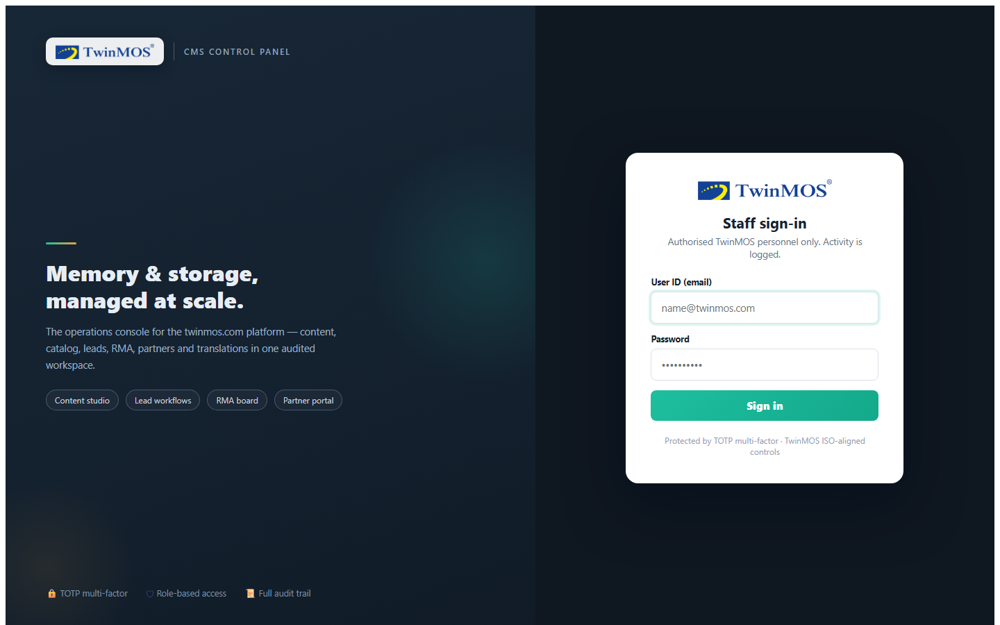 TwinMOS®
CMS CONTROL PANEL
Memory & storage,
managed at scale.
The operations console for the twinmos.com platform — content,
catalog, leads, RMA, partners and translations in one audited
workspace.
Content studio
Lead workflows
RMA board
Partner portal
TOTP multi-factor
Role-based access
Full audit trail
TwinMOS®
Staff sign-in
Authorised TwinMOS personnel only. Activity is
logged.
User ID (email)
name@twinmos.com
Password
••••••••••
Sign in
Protected by TOTP multi-factor · TwinMOS ISO-aligned
controls